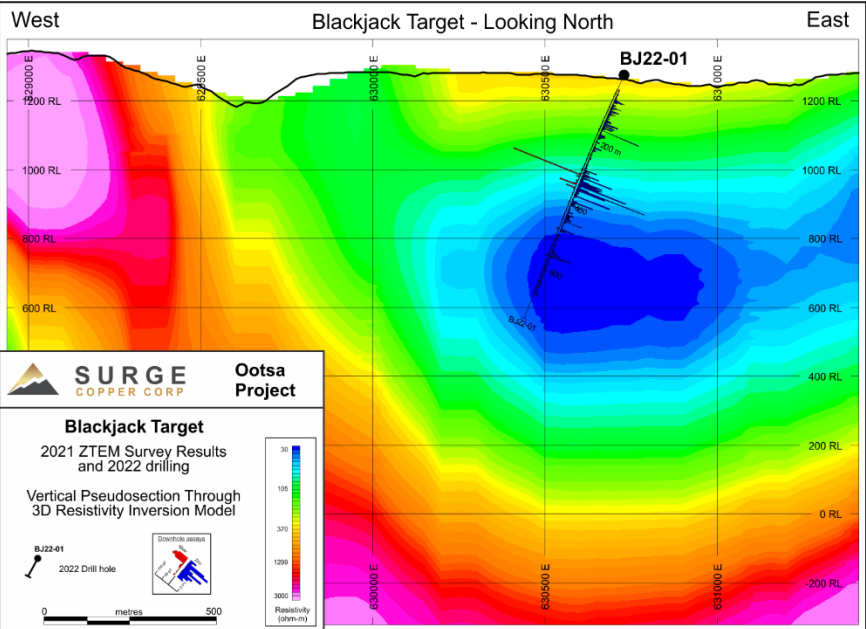 West
Blackjack Target - Looking North
East
BJ22-01
629500 E
630000 E
630500 E
631000 E
1200 RL
1200 RL
200 m
1000 RL
1000 RL
400
800 RL
800 RL
600
600 RL
600 RL
BJ22-01
400 RL
200 RL
0 RL
-200 RL
630000 E
630500 E
631000 E
SURGE
COPPER CORP
Ootsa
Project
Blackjack Target
2021 ZTEM Survey Results
and 2022 drilling
Vertical Pseudosection Through
3D Resistivity Inversion Model
BJ22-01
2022 Drill hole
Downhole assays
0 metres 500
30
105
370
1299
Resistivity
(ohm-m)